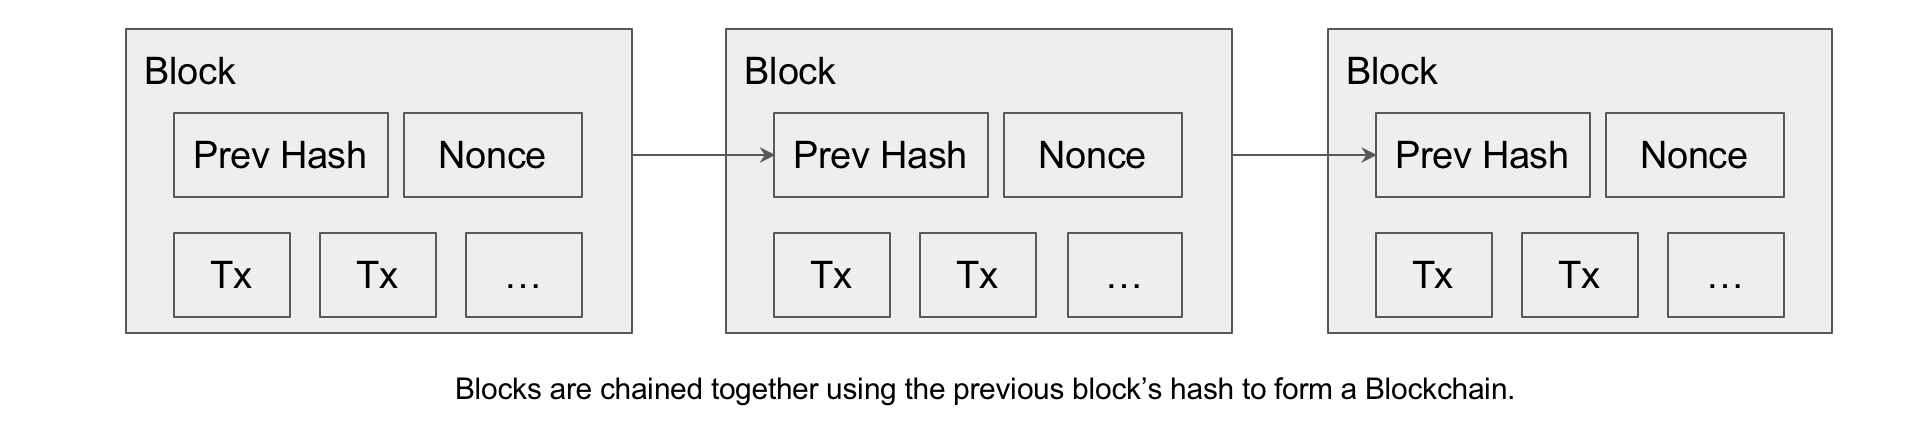 Block
Block
Block
Prev Hash
Nonce
Prev Hash
Nonce
Prev Hash
Nonce
Tx
Tx
…
Tx
Tx
…
Tx
Tx
…
Blocks are chained together using the previous block’s hash to form a Blockchain.